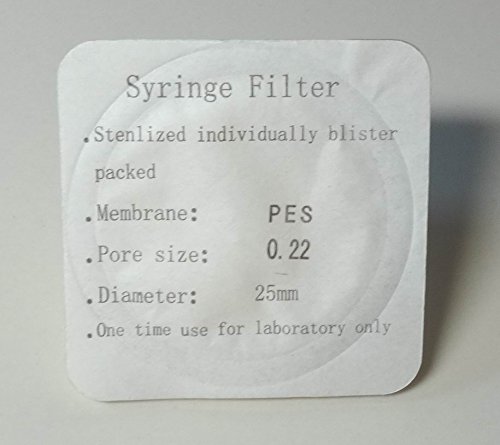 Syringe Filter
.Stenlized individually blister
packed
.Membrane: PES
.Pore size: 0.22
.Diameter: 25mm
.One time use for laboratory only